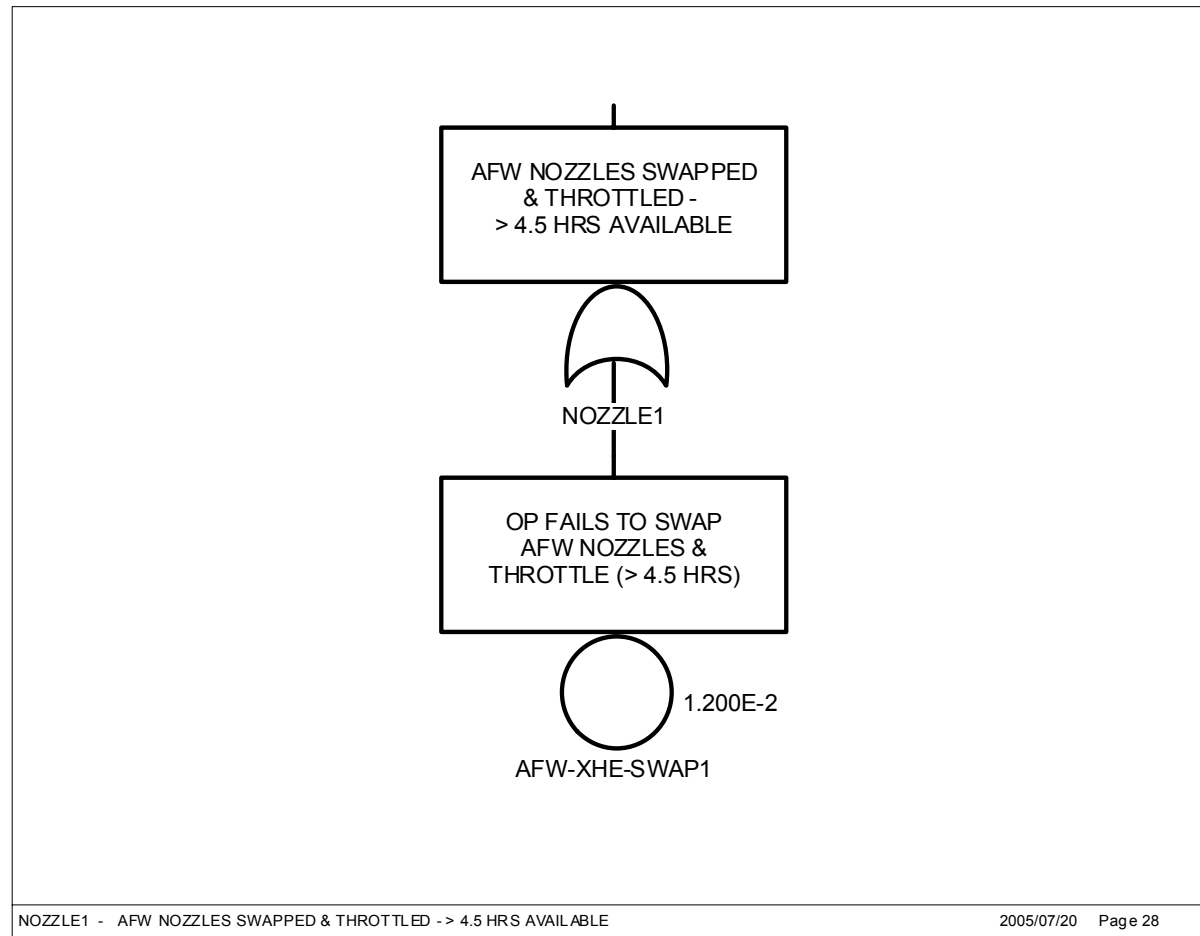 AFW NOZZLES SWAPPED
& THROTTLED -
> 4.5 HRS AVAILABLE
NOZZLE1
OP FAILS TO SWAP
AFW NOZZLES &
THROTTLE (> 4.5 HRS)
1.200E-2
AFW-XHE-SWAP1
NOZZLE1 - AFW NOZZLES SWAPPED & THROTTLED - > 4.5 HRS AVAILABLE 2005/07/20 Page 28